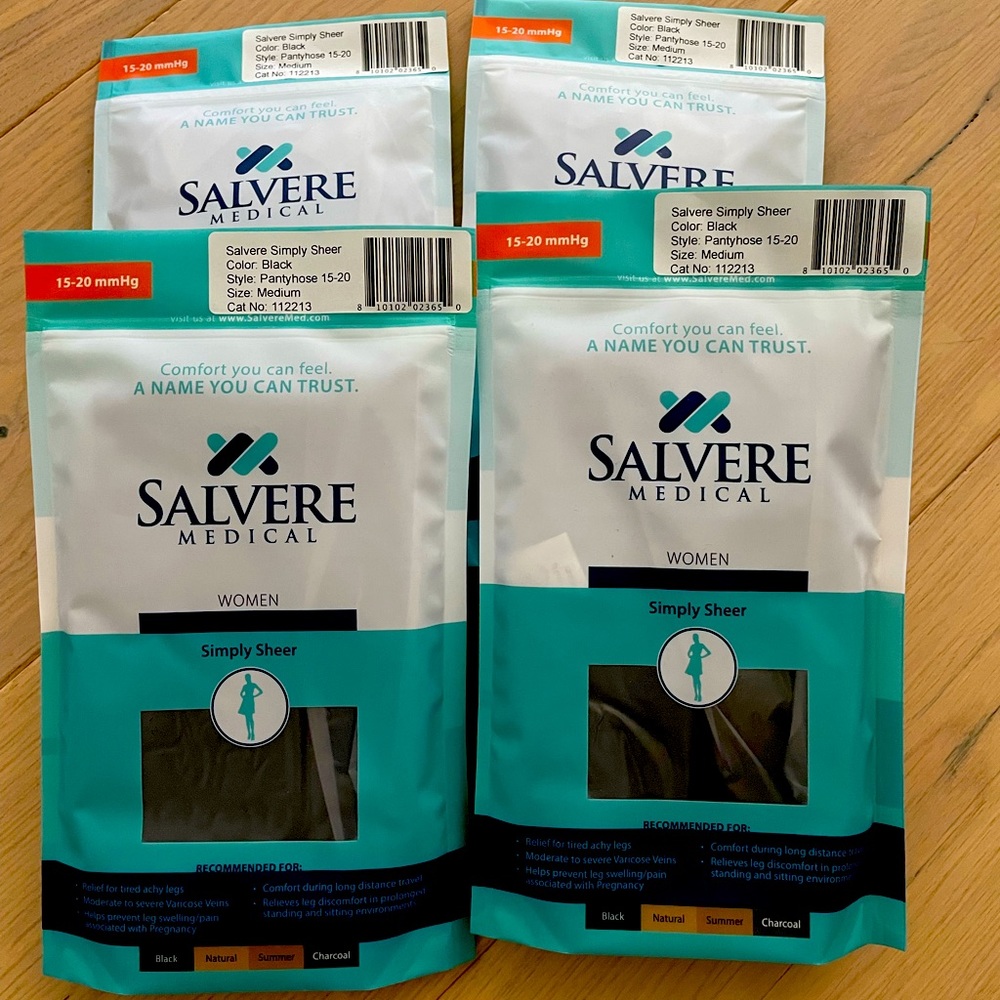 15-20 mmHg
Salvere Simply Sheer
Color: Black
Style: Pantyhose 15-20
Size: Medium
Cat No: 112213
8 10102 02365 0
Comfort you can feel.
A NAME YOU CAN TRUST.
SALVERE
MEDICAL
15-20 mmHg
Salvere Simply Sheer
Color: Black
Style: Pantyhose 15-20
Size: Medium
Cat No: 112213
8 10102 02365 0
Comfort you can feel.
A NAME YOU CAN TRUST.
SALVERE
15-20 mmHg
Salvere Simply Sheer
Color: Black
Style: Pantyhose 15-20
Size: Medium
Cat No: 112213
8 10102 02365 0
visit us at www.SalvereMed.com
Comfort you can feel.
A NAME YOU CAN TRUST.
SALVERE
MEDICAL
WOMEN
Simply Sheer
RECOMMENDED FOR:
• Relief for tired achy legs
• Moderate to severe Varicose Veins
• Helps prevent leg swelling/pain
associated with Pregnancy
• Comfort during long distance travel
• Relieves leg discomfort in prolonged
standing and sitting environments
Black Natural Summer Charcoal
15-20 mmHg
Salvere Simply Sheer
Color: Black
Style: Pantyhose 15-20
Size: Medium
Cat No: 112213
8 10102 02365 0
visit us at www.SalvereMed.com
Comfort you can feel.
A NAME YOU CAN TRUST.
SALVERE
MEDICAL
WOMEN
Simply Sheer
RECOMMENDED FOR:
• Relief for tired achy legs
• Moderate to severe Varicose Veins
• Helps prevent leg swelling/pain
associated with Pregnancy
• Comfort during long distance
• Relieves leg discomfort in
standing and sitting
Black Natural Summer Charcoal